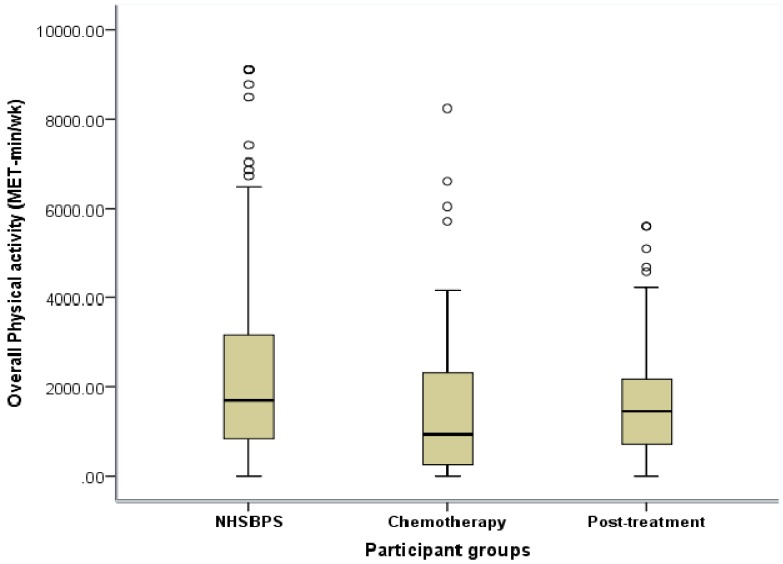 Overall Physical activity (MET-min/wk)
10000.00
8000.00
6000.00
4000.00
2000.00
.00
NHSBPS
Chemotherapy
Post-treatment
Participant groups